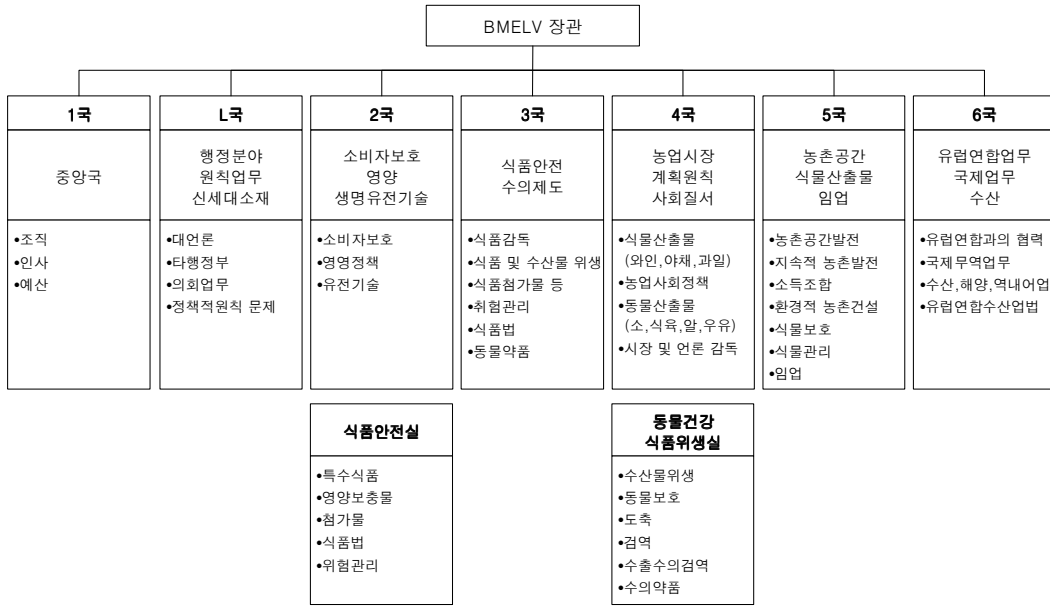 BMELV 장관
1국
중앙국
•조직
•인사
•예산
L국
행정분야
원칙업무
신세대소재
•대언론
•타행정부
•의회업무
•정책적원칙 문제
2국
소비자보호
영양
생명유전기술
•소비자보호
•영영정책
•유전기술
3국
식품안전
수의제도
•식품감독
•식품 및 수산물 위생
•식품첨가물 등
•취험관리
•식품법
•동물약품
4국
농업시장
계획원칙
사회질서
•식물산출물
(와인,야채,과일)
•농업사회정책
•동물산출물
(소,식육,알,우유)
•시장 및 언론 감독
5국
농촌공간
식물산출물
임업
•농촌공간발전
•지속적 농촌발전
•소득조합
•환경적 농촌건설
•식물보호
•식물관리
•임업
6국
유럽연합업무
국제업무
수산
•유럽연합과의 협력
•국제무역업무
•수산,해양,역내어업
•유럽연합수산업법
식품안전실
•특수식품
•영양보충물
•첨가물
•식품법
•위험관리
동물건강
식품위생실
•수산물위생
•동물보호
•도축
•검역
•수출수의검역
•수의약품